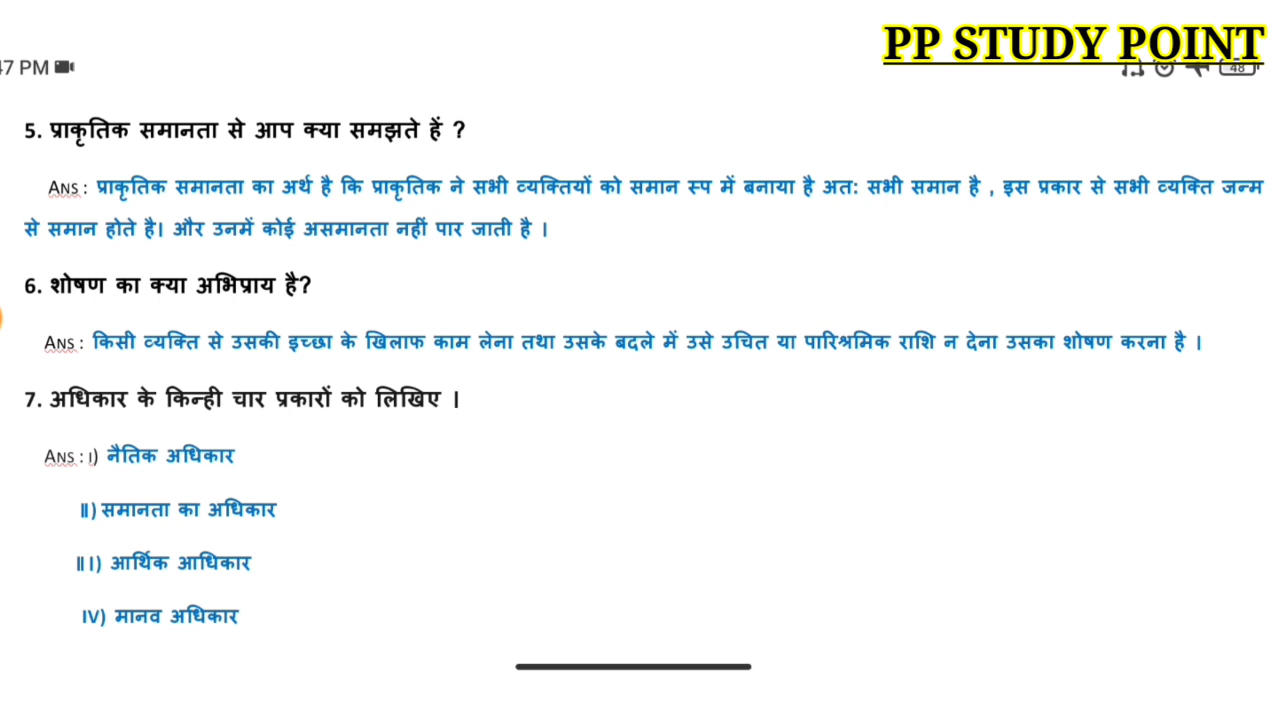 PP STUDY POINT
47 PM
48
5. प्राकृतिक समानता से आप क्या समझते हें ?
Ans : प्राकृतिक समानता का अर्थ है कि प्राकृतिक ने सभी व्यक्तियों को समान रुप में बनाया है अत: सभी समान है , इस प्रकार से सभी व्यक्ति जन्म
से समान होते है। और उनमें कोई असमानता नहीं पार जाती है ।
6. शोषण का क्या अभिप्राय है?
Ans : किसी व्यक्ति से उसकी इच्छा के खिलाफ काम लेना तथा उसके बदले में उसे उचित या पारिश्रमिक राशि न देना उसका शोषण करना है ।
7. अधिकार के किन्ही चार प्रकारों को लिखिए ।
Ans : I) नैतिक अधिकार
II) समानता का अधिकार
III) आर्थिक आधिकार
IV) मानव अधिकार